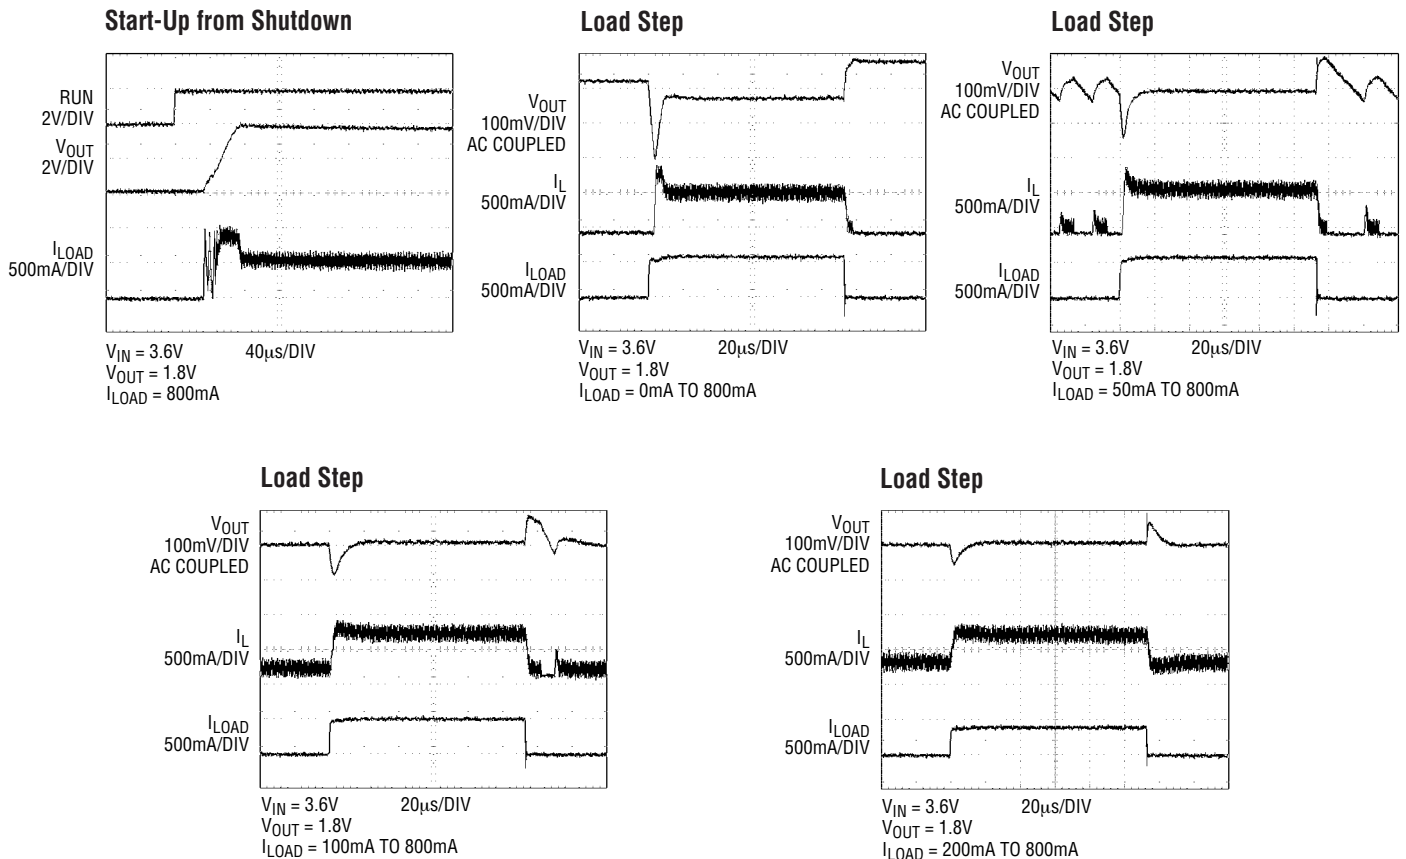 Start-Up from Shutdown
RUN
2V/DIV
VOUT
2V/DIV
ILOAD
500mA/DIV
VIN = 3.6V
40µs/DIV
VOUT = 1.8V
ILOAD = 800mA
Load Step
VOUT
100mV/DIV
AC COUPLED
IL
500mA/DIV
ILOAD
500mA/DIV
VIN = 3.6V
20µs/DIV
VOUT = 1.8V
ILOAD = 0mA TO 800mA
Load Step
VOUT
100mV/DIV
AC COUPLED
IL
500mA/DIV
ILOAD
500mA/DIV
VIN = 3.6V
20µs/DIV
VOUT = 1.8V
ILOAD = 50mA TO 800mA
Load Step
VOUT
100mV/DIV
AC COUPLED
IL
500mA/DIV
ILOAD
500mA/DIV
VIN = 3.6V
20µs/DIV
VOUT = 1.8V
ILOAD = 100mA TO 800mA
Load Step
VOUT
100mV/DIV
AC COUPLED
IL
500mA/DIV
ILOAD
500mA/DIV
VIN = 3.6V
20µs/DIV
VOUT = 1.8V
ILOAD = 200mA TO 800mA